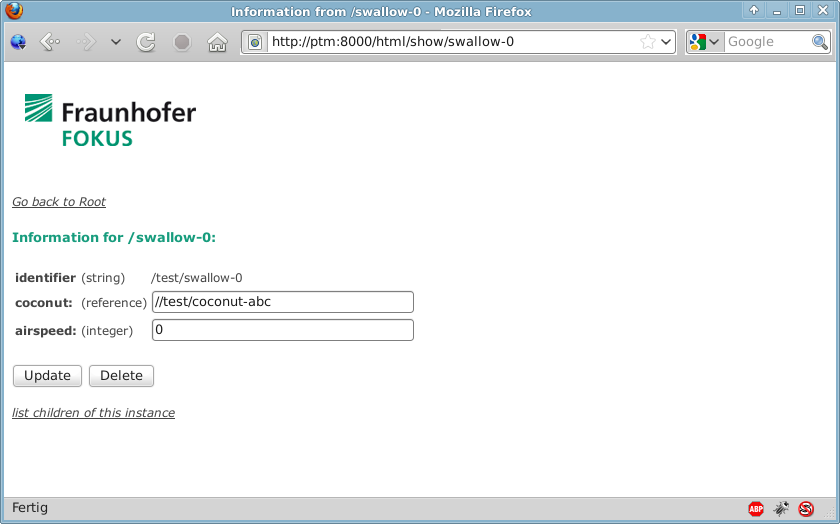 Information from /swallow-0 - Mozilla Firefox
http://ptm:8000/html/show/swallow-0
Google
Fraunhofer
FOKUS
Go back to Root
Information for /swallow-0:
identifier (string) /test/swallow-0
coconut: (reference) //test/coconut-abc
airspeed: (integer) 0
Update Delete
list children of this instance
Fertig
ABP